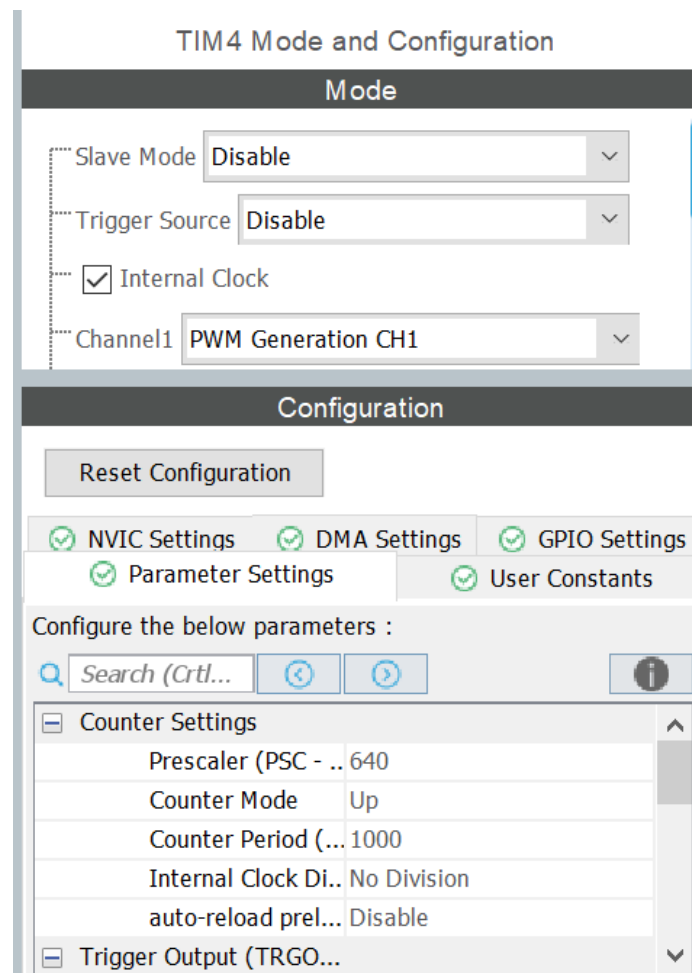 TIM4 Mode and Configuration
Mode
Slave Mode Disable
Trigger Source Disable
Internal Clock
Channel1 PWM Generation CH1
Configuration
Reset Configuration
NVIC Settings DMA Settings GPIO Settings
Parameter Settings User Constants
Configure the below parameters :
Search (Crtl...
Counter Settings
Prescaler (PSC - .. 640
Counter Mode Up
Counter Period (... 1000
Internal Clock Di.. No Division
auto-reload prel... Disable
Trigger Output (TRGO...